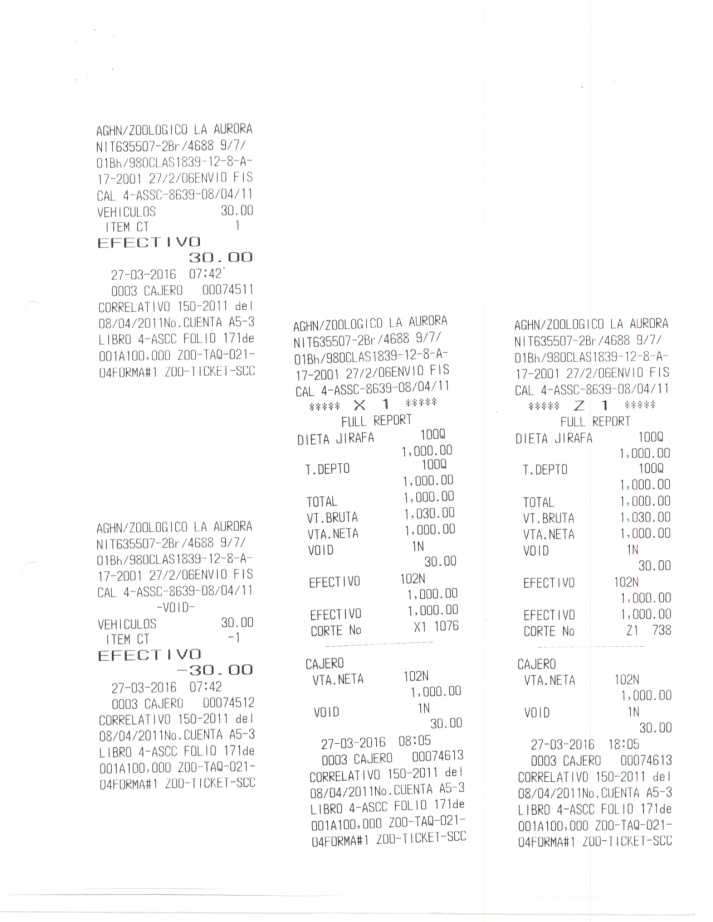 AGHN/ZOOLOGICO LA AURORA
NIT635507-2Br/4688 9/7/
01Bh/980CLAS1839-12-8-A-
17-2001 27/2/06ENVIO FIS
CAL 4-ASSC-8639-08/04/11
VEHICULOS 30.00
ITEM CT 1
EFECTIVO
30.00
27-03-2016 07:42
0003 CAJERO 00074511
CORRELATIVO 150-2011 del
08/04/2011No.CUENTA A5-3
LIBRO 4-ASCC FOLIO 171de
001A100,000 ZOO-TAQ-021-
04FORMA#1 ZOO-TICKET-SCC
AGHN/ZOOLOGICO LA AURORA
NIT635507-2Br/4688 9/7/
01Bh/980CLAS1839-12-8-A-
17-2001 27/2/06ENVIO FIS
CAL 4-ASSC-8639-08/04/11
-VOID-
VEHICULOS 30.00
ITEM CT -1
EFECTIVO
-30.00
27-03-2016 07:42
0003 CAJERO 00074512
CORRELATIVO 150-2011 del
08/04/2011No.CUENTA A5-3
LIBRO 4-ASCC FOLIO 171de
001A100,000 ZOO-TAQ-021-
04FORMA#1 ZOO-TICKET-SCC
AGHN/ZOOLOGICO LA AURORA
NIT635507-2Br/4688 9/7/
01Bh/980CLAS1839-12-8-A-
17-2001 27/2/06ENVIO FIS
CAL 4-ASSC-8639-08/04/11
***** X 1 *****
FULL REPORT
DIETA JIRAFA 100Q
1,000.00
T.DEPTO 100Q
1,000.00
TOTAL 1,000.00
VT.BRUTA 1,030.00
VTA.NETA 1,000.00
VOID 1N
30.00
EFECTIVO 102N
1,000.00
EFECTIVO 1,000.00
CORTE No X1 1076
CAJERO
VTA.NETA 102N
1,000.00
VOID 1N
30.00
27-03-2016 08:05
0003 CAJERO 00074613
CORRELATIVO 150-2011 del
08/04/2011No.CUENTA A5-3
LIBRO 4-ASCC FOLIO 171de
001A100,000 ZOO-TAQ-021-
04FORMA#1 ZOO-TICKET-SCC
AGHN/ZOOLOGICO LA AURORA
NIT635507-2Br/4688 9/7/
01Bh/980CLAS1839-12-8-A-
17-2001 27/2/06ENVIO FIS
CAL 4-ASSC-8639-08/04/11
***** Z 1 *****
FULL REPORT
DIETA JIRAFA 100Q
1,000.00
T.DEPTO 100Q
1,000.00
TOTAL 1,000.00
VT.BRUTA 1,030.00
VTA.NETA 1,000.00
VOID 1N
30.00
EFECTIVO 102N
1,000.00
EFECTIVO 1,000.00
CORTE No Z1 738
CAJERO
VTA.NETA 102N
1,000.00
VOID 1N
30.00
27-03-2016 18:05
0003 CAJERO 00074613
CORRELATIVO 150-2011 del
08/04/2011No.CUENTA A5-3
LIBRO 4-ASCC FOLIO 171de
001A100,000 ZOO-TAQ-021-
04FORMA#1 ZOO-TICKET-SCC